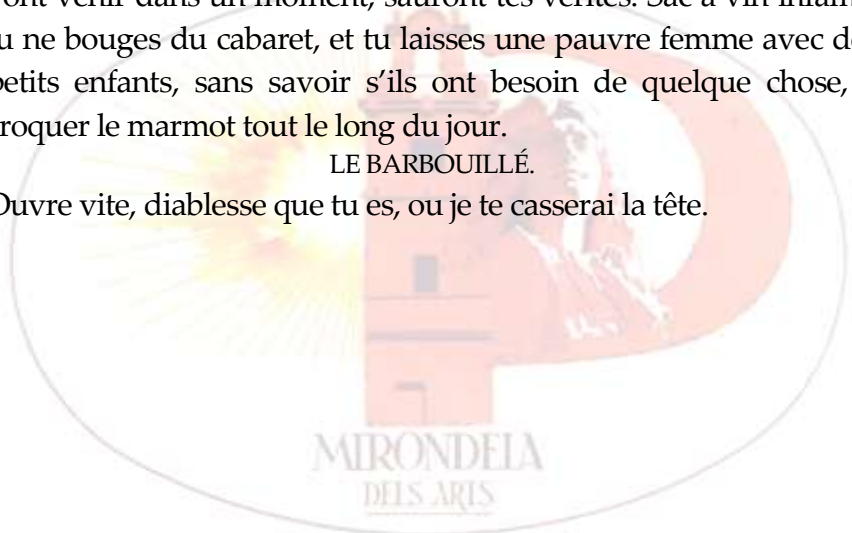 ront venir dans un moment, sauront tes vérités. Sac à vin infâm
u ne bouges du cabaret, et tu laisses une pauvre femme avec de
petits enfants, sans savoir s'ils ont besoin de quelque chose,
roquer le marmot tout le long du jour.
LE BARBOUILLÉ.
Ouvre vite, diablesse que tu es, ou je te casserai la tête.
MIRONDELA
DELS ARTS